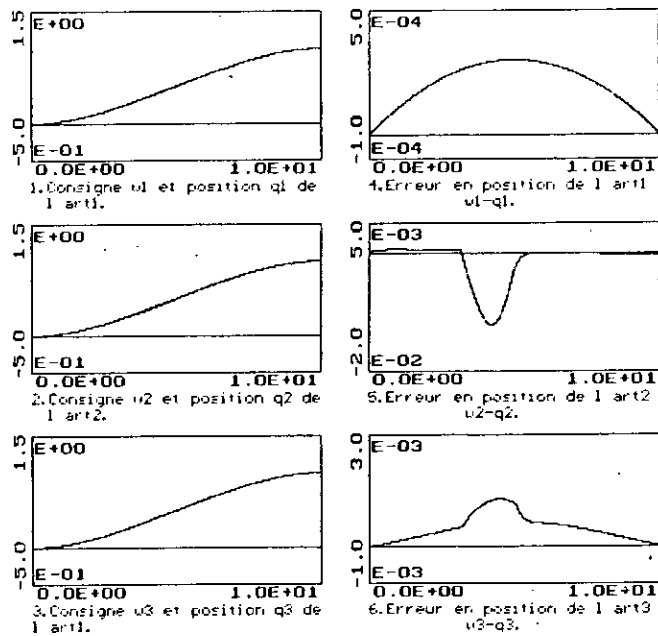 1.5
E+00
-5.0
E-01
0.0E+00 1.0E+01
1.Consigne w1 et position q1 de
l art1.
5.0
E-04
-1.0
E-04
0.0E+00 1.0E+01
4.Erreur en position de l art1
w1-q1.
1.5
E+00
-5.0
E-01
0.0E+00 1.0E+01
2.Consigne w2 et position q2 de
l art2.
5.0
E-03
-2.0
E-02
0.0E+00 1.0E+01
5.Erreur en position de l art2
w2-q2.
1.5
E+00
-5.0
E-01
0.0E+00 1.0E+01
3.Consigne w3 et position q3 de
l art1.
3.0
E-03
-1.0
E-03
0.0E+00 1.0E+01
6.Erreur en position de l art3
w3-q3.